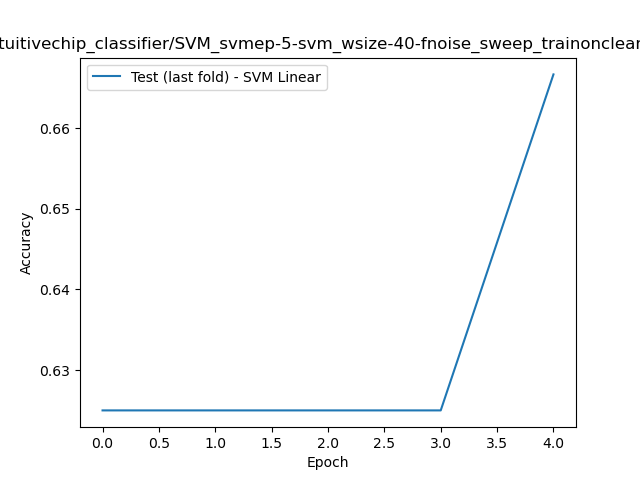 tuitivechip_classifier/SVM_svmep-5-svm_wsize-40-fnoise_sweep_trainonclear
Test (last fold) - SVM Linear
0.66
0.65
0.64
0.63
Accuracy
0.0 0.5 1.0 1.5 2.0 2.5 3.0 3.5 4.0
Epoch